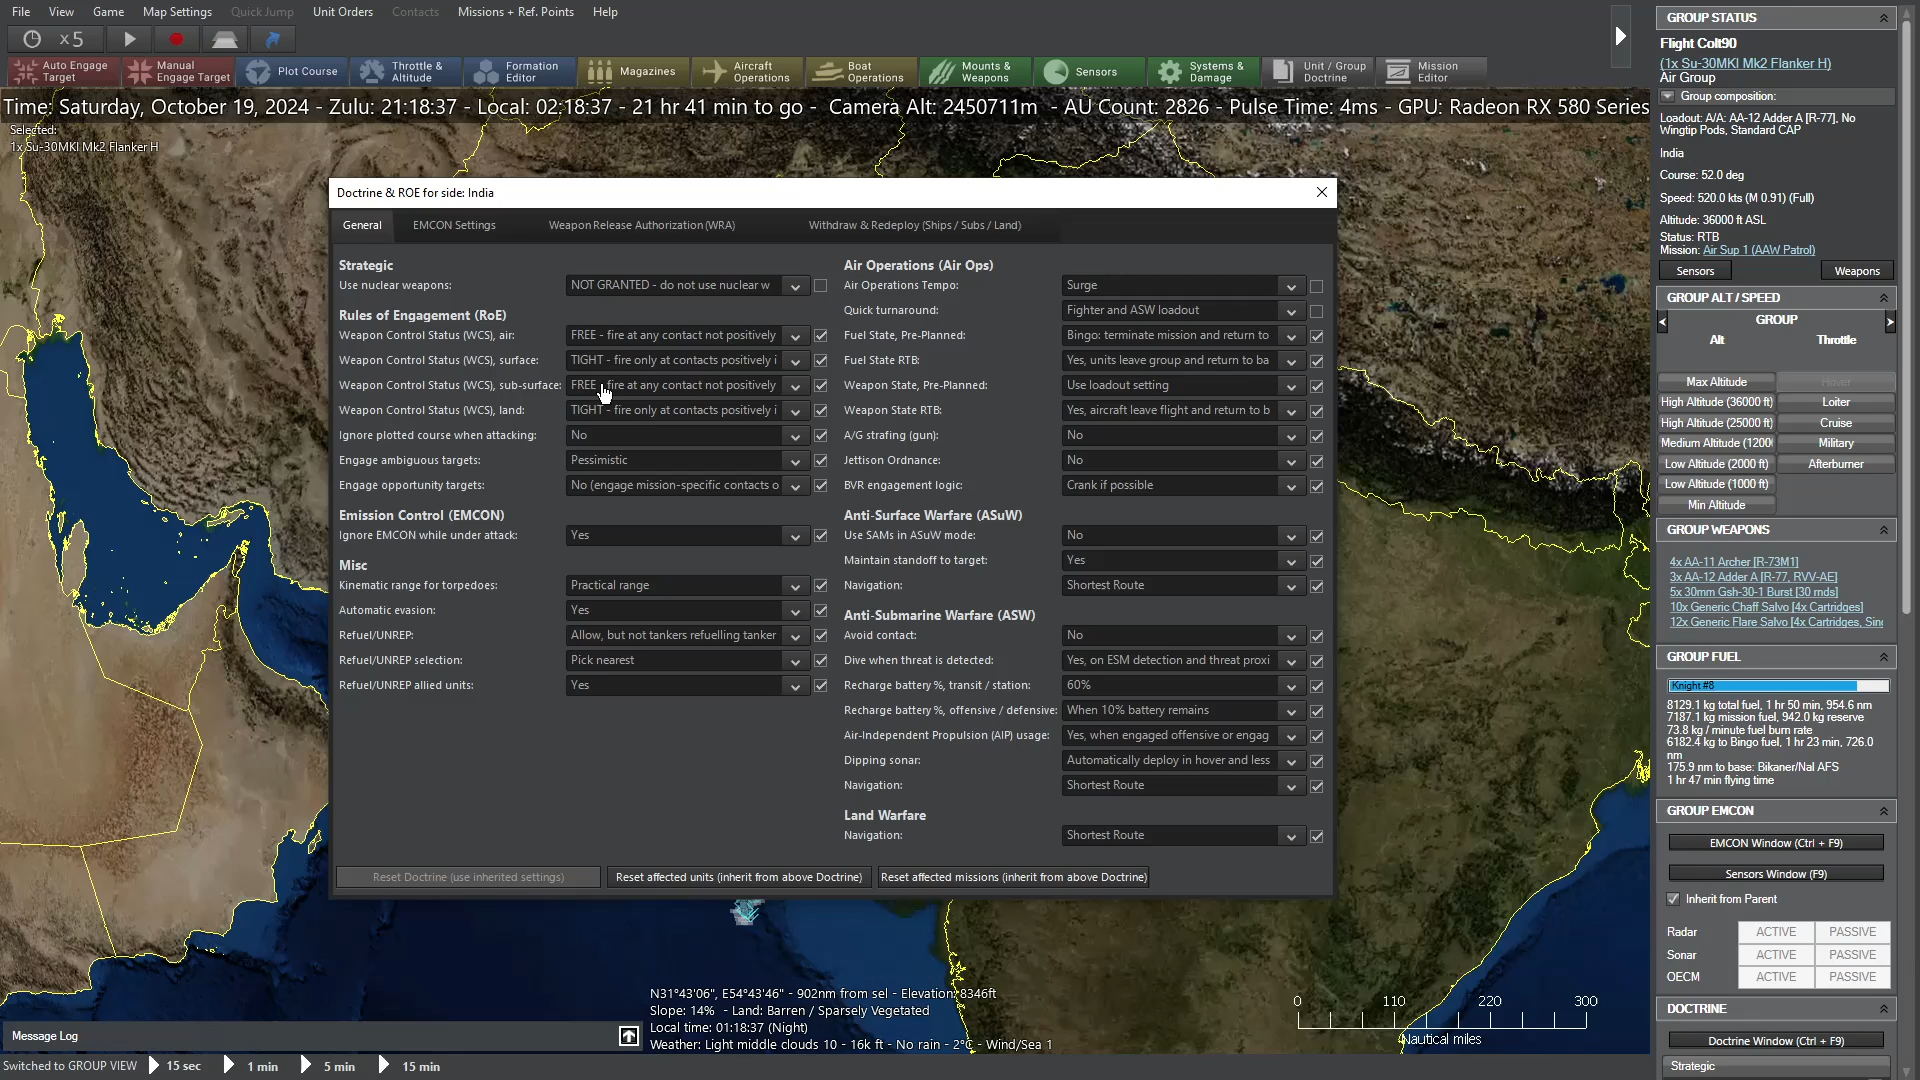 File View Game Map Settings Quick Jump Unit Orders Contacts Missions + Ref. Points Help
x5
Auto Engage Target
Manual Engage Target
Plot Course
Throttle & Altitude
Formation Editor
Magazines
Aircraft Operations
Boat Operations
Mounts & Weapons
Sensors
Systems & Damage
Unit / Group Doctrine
Mission Editor
Time: Saturday, October 19, 2024 - Zulu: 21:18:37 - Local: 02:18:37 - 21 hr 41 min to go - Camera Alt: 2450711m - AU Count: 2826 - Pulse Time: 4ms - GPU: Radeon RX 580 Series
Selected:
1x Su-30MKI Mk2 Flanker H
Doctrine & ROE for side: India
General EMCON Settings Weapon Release Authorization (WRA) Withdraw & Redeploy (Ships / Subs / Land)
Strategic
Use nuclear weapons: NOT GRANTED - do not use nuclear w
Rules of Engagement (RoE)
Weapon Control Status (WCS), air: FREE - fire at any contact not positively
Weapon Control Status (WCS), surface: TIGHT - fire only at contacts positively i
Weapon Control Status (WCS), sub-surface: FREE - fire at any contact not positively
Weapon Control Status (WCS), land: TIGHT - fire only at contacts positively i
Ignore plotted course when attacking: No
Engage ambiguous targets: Pessimistic
Engage opportunity targets: No (engage mission-specific contacts o
Emission Control (EMCON)
Ignore EMCON while under attack: Yes
Misc
Kinematic range for torpedoes: Practical range
Automatic evasion: Yes
Refuel/UNREP: Allow, but not tankers refuelling tanker
Refuel/UNREP selection: Pick nearest
Refuel/UNREP allied units: Yes
Air Operations (Air Ops)
Air Operations Tempo: Surge
Quick turnaround: Fighter and ASW loadout
Fuel State, Pre-Planned: Bingo: terminate mission and return to
Fuel State RTB: Yes, units leave group and return to ba
Weapon State, Pre-Planned: Use loadout setting
Weapon State RTB: Yes, aircraft leave flight and return to b
A/G strafing (gun): No
Jettison Ordnance: No
BVR engagement logic: Crank if possible
Anti-Surface Warfare (ASuW)
Use SAMs in ASuW mode: No
Maintain standoff to target: Yes
Navigation: Shortest Route
Anti-Submarine Warfare (ASW)
Avoid contact: No
Dive when threat is detected: Yes, on ESM detection and threat proxi
Recharge battery %, transit / station: 60%
Recharge battery %, offensive / defensive: When 10% battery remains
Air-Independent Propulsion (AIP) usage: Yes, when engaged offensive or engag
Dipping sonar: Automatically deploy in hover and less
Navigation: Shortest Route
Land Warfare
Navigation: Shortest Route
Reset Doctrine (use inherited settings) Reset affected units (inherit from above Doctrine) Reset affected missions (inherit from above Doctrine)
N31°43'06", E54°43'46" - 902nm from sel - Elevation: 8346ft
Slope: 14% - Land: Barren / Sparsely Vegetated
Local time: 01:18:37 (Night)
Weather: Light middle clouds 10 - 16k ft - No rain - 2°C - Wind/Sea 1
0 110 220 300
Nautical miles
Message Log
Switched to GROUP VIEW 15 sec 1 min 5 min 15 min
GROUP STATUS
Flight Colt90
(1x Su-30MKI Mk2 Flanker H)
Air Group
Group composition:
Loadout: A/A: AA-12 Adder A [R-77], No
Wingtip Pods, Standard CAP
India
Course: 52.0 deg
Speed: 520.0 kts (M 0.91) (Full)
Altitude: 36000 ft ASL
Status: RTB
Mission: Air Sup 1 (AAW Patrol)
Sensors Weapons
GROUP ALT / SPEED
GROUP
Alt Throttle
Max Altitude Hover
High Altitude (36000 ft) Loiter
High Altitude (25000 ft) Cruise
Medium Altitude (1200( Military
Low Altitude (2000 ft) Afterburner
Low Altitude (1000 ft)
Min Altitude
GROUP WEAPONS
4x AA-11 Archer [R-73M1]
3x AA-12 Adder A [R-77, RVV-AE]
5x 30mm Gsh-30-1 Burst [30 rnds]
10x Generic Chaff Salvo [4x Cartridges]
12x Generic Flare Salvo [4x Cartridges, Sin
GROUP FUEL
Knight #8
8129.1 kg total fuel, 1 hr 50 min, 954.6 nm
7187.1 kg mission fuel, 942.0 kg reserve
73.8 kg / minute fuel burn rate
6182.4 kg to Bingo fuel, 1 hr 23 min, 726.0
nm
175.9 nm to base: Bikaner/Nal AFS
1 hr 47 min flying time
GROUP EMCON
EMCON Window (Ctrl + F9)
Sensors Window (F9)
Inherit from Parent
Radar ACTIVE PASSIVE
Sonar ACTIVE PASSIVE
OECM ACTIVE PASSIVE
DOCTRINE
Doctrine Window (Ctrl + F9)
Strategic